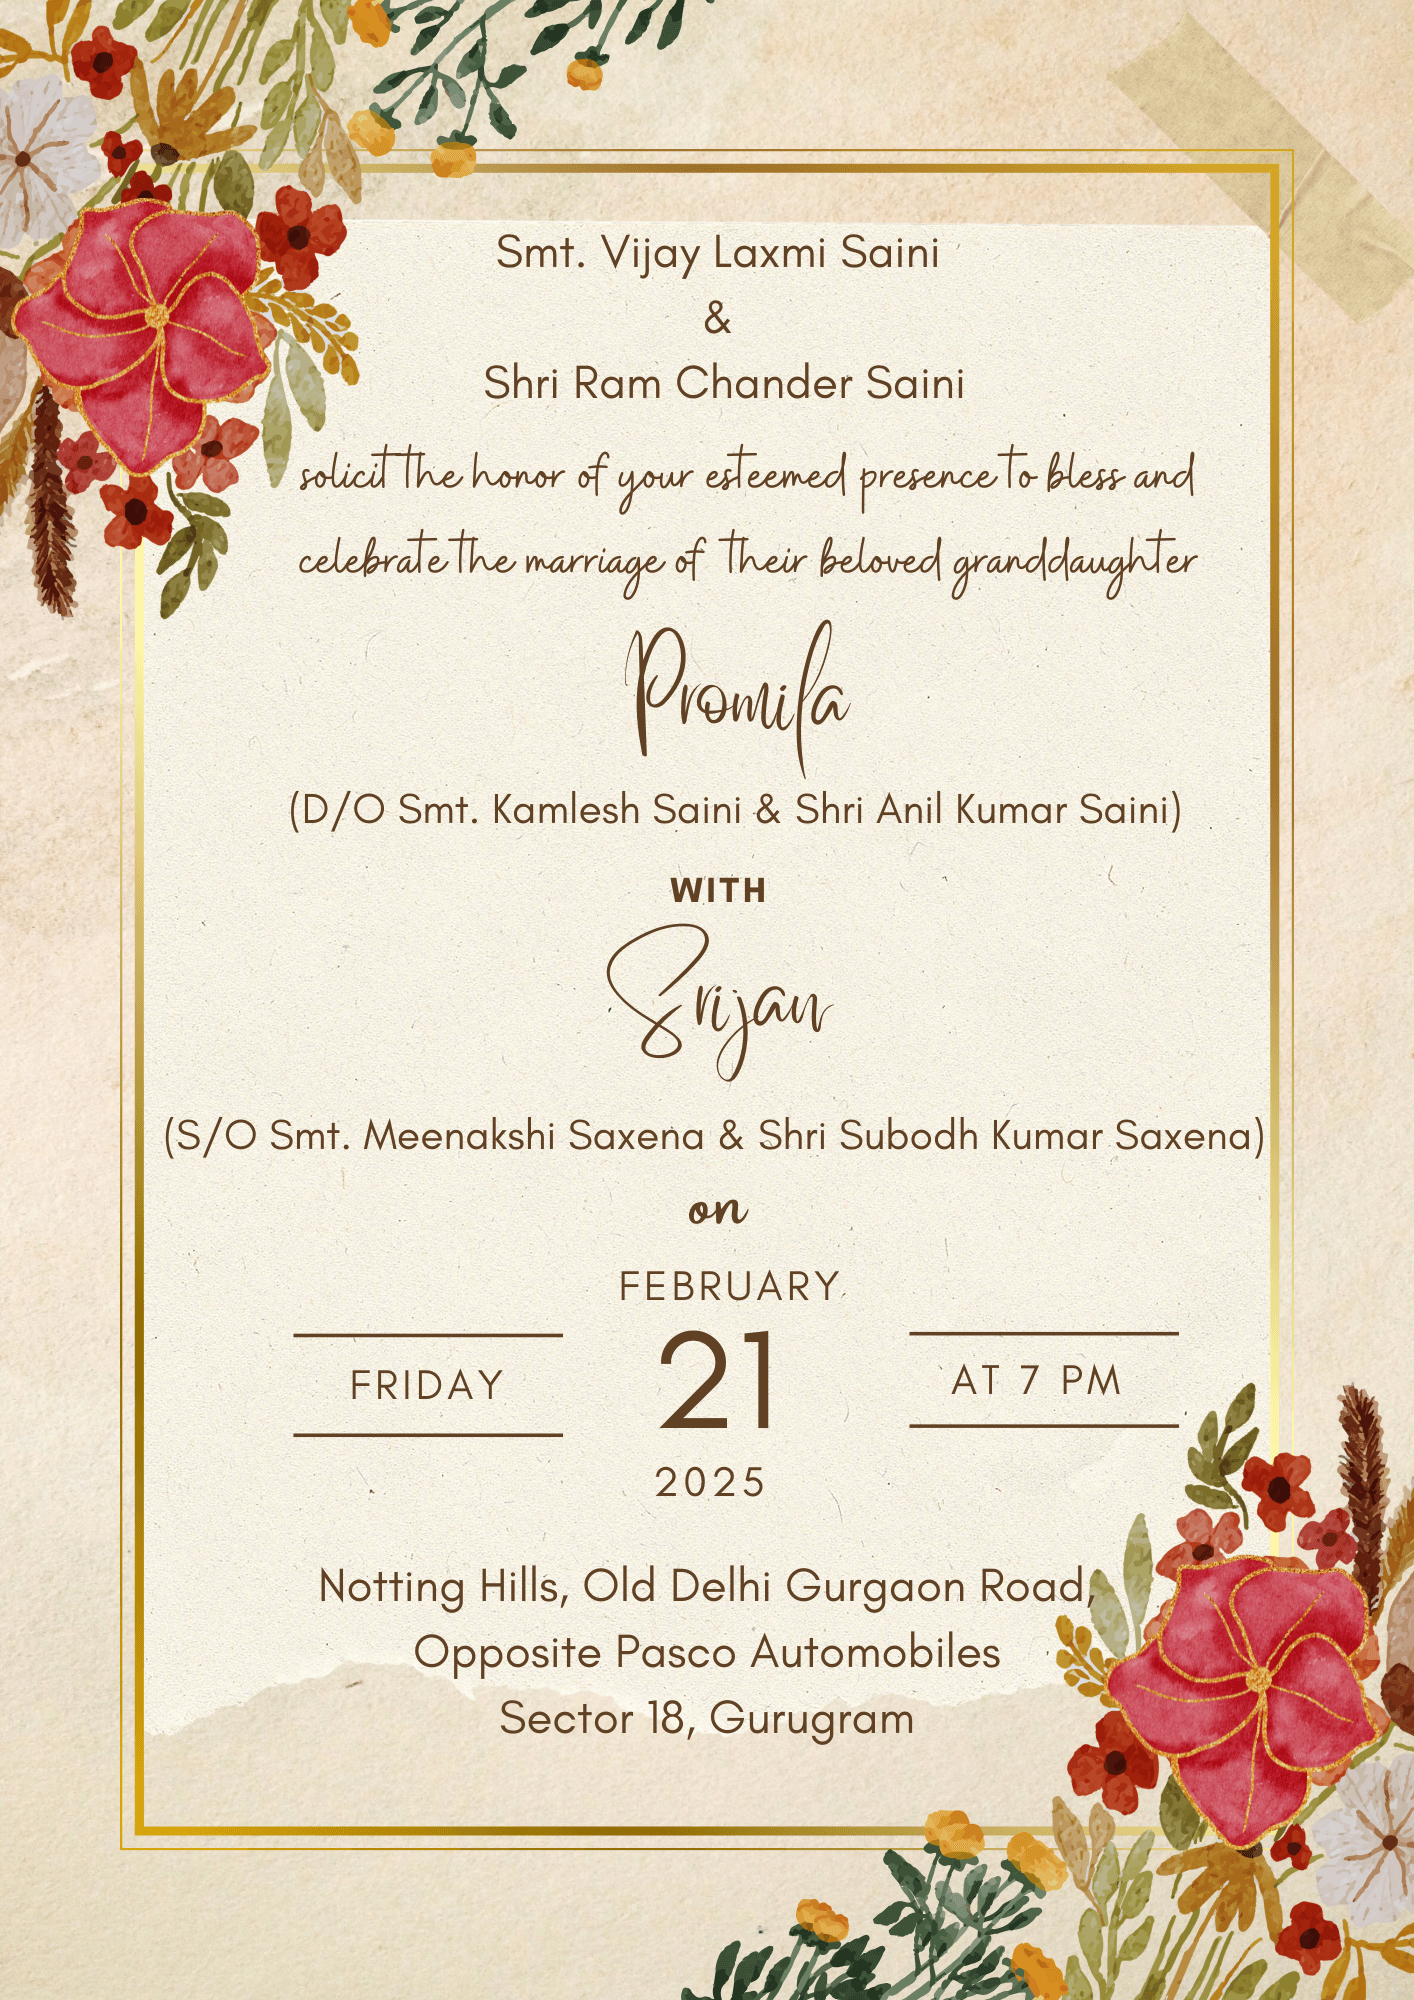 Smt. Vijay Laxmi Saini
&
Shri Ram Chander Saini
solicit the honor of your esteemed presence to bless and
celebrate the marriage of their beloved granddaughter
Promila
(D/O Smt. Kamlesh Saini & Shri Anil Kumar Saini)
WITH
Srijan
(S/O Smt. Meenakshi Saxena & Shri Subodh Kumar Saxena)
on
FEBRUARY
FRIDAY 21 AT 7 PM
2025
Notting Hills, Old Delhi Gurgaon Road,
Opposite Pasco Automobiles
Sector 18, Gurugram